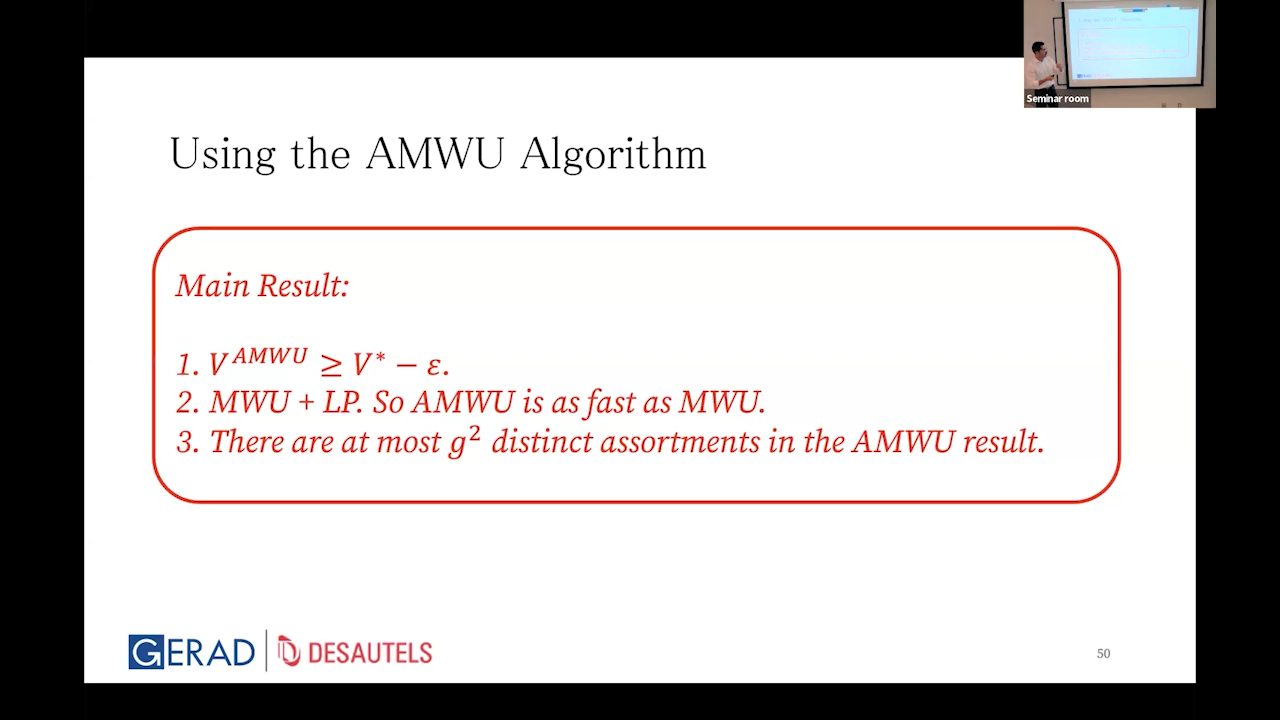 Seminar room
Using the AMWU Algorithm
Main Result:
1. V^{AMWU} ≥ V^* − ε.
2. MWU + LP. So AMWU is as fast as MWU.
3. There are at most g² distinct assortments in the AMWU result.
GERAD
DESAUTELS
50